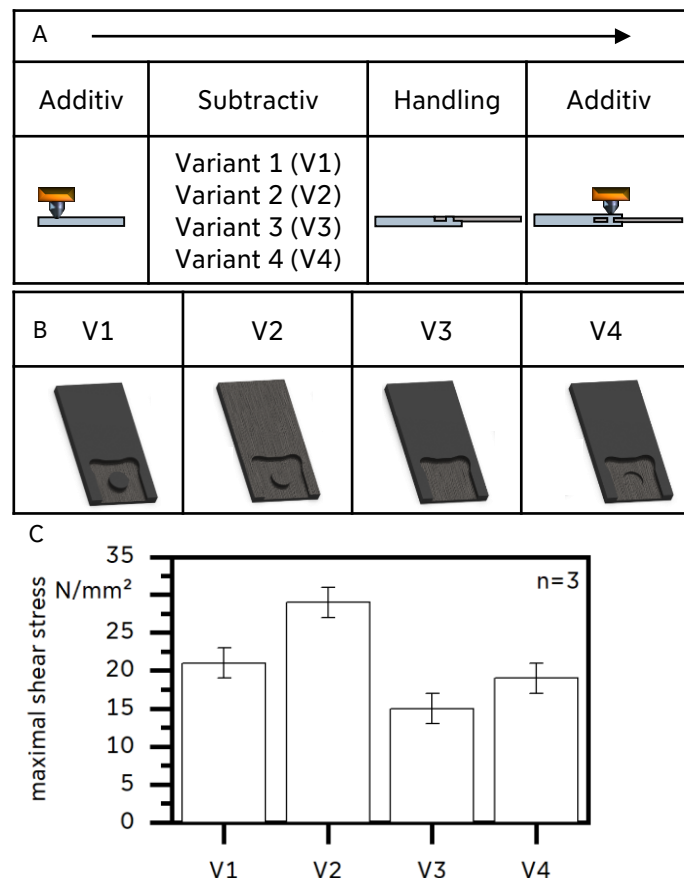 A
Additiv Subtractiv Handling Additiv
Variant 1 (V1)
Variant 2 (V2)
Variant 3 (V3)
Variant 4 (V4)
B V1 V2 V3 V4
C
maximal shear stress
35
N/mm²
25
20
15
10
5
0
n=3
V1 V2 V3 V4